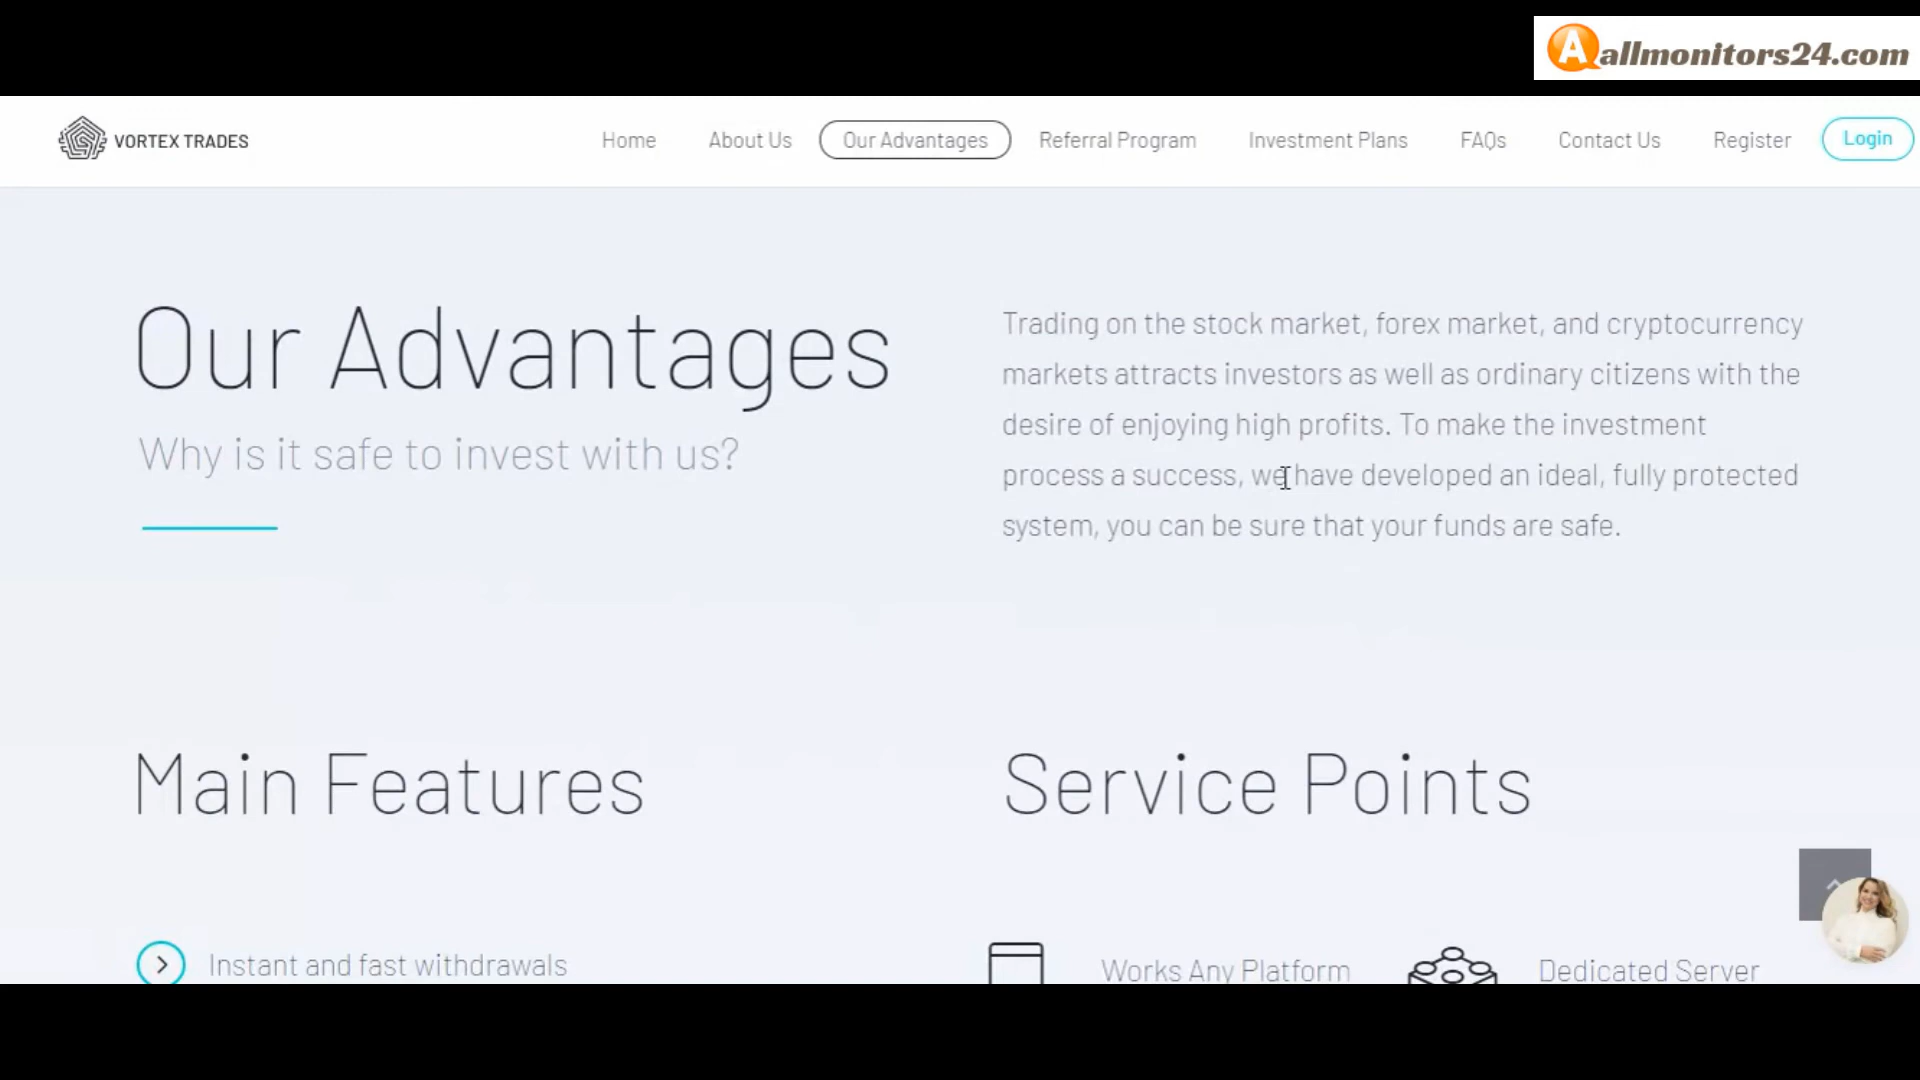 allmonitors24.com
VORTEX TRADES
Home
About Us
Our Advantages
Referral Program
Investment Plans
FAQs
Contact Us
Register
Login
Our Advantages
Why is it safe to invest with us?
Trading on the stock market, forex market, and cryptocurrency
markets attracts investors as well as ordinary citizens with the
desire of enjoying high profits. To make the investment
process a success, we have developed an ideal, fully protected
system, you can be sure that your funds are safe.
Main Features
Service Points
Instant and fast withdrawals
Works Any Platform
Dedicated Server